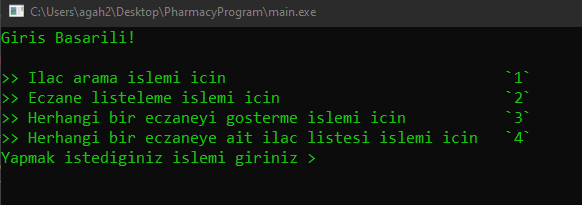 C:\Users\agah2\Desktop\PharmacyProgram\main.exe
Giris Basarili!
>> Ilac arama islemi icin `1`
>> Eczane listeleme islemi icin `2`
>> Herhangi bir eczaneyi gosterme islemi icin `3`
>> Herhangi bir eczaneye ait ilac listesi islemi icin `4`
Yapmak istediginiz islemi giriniz >